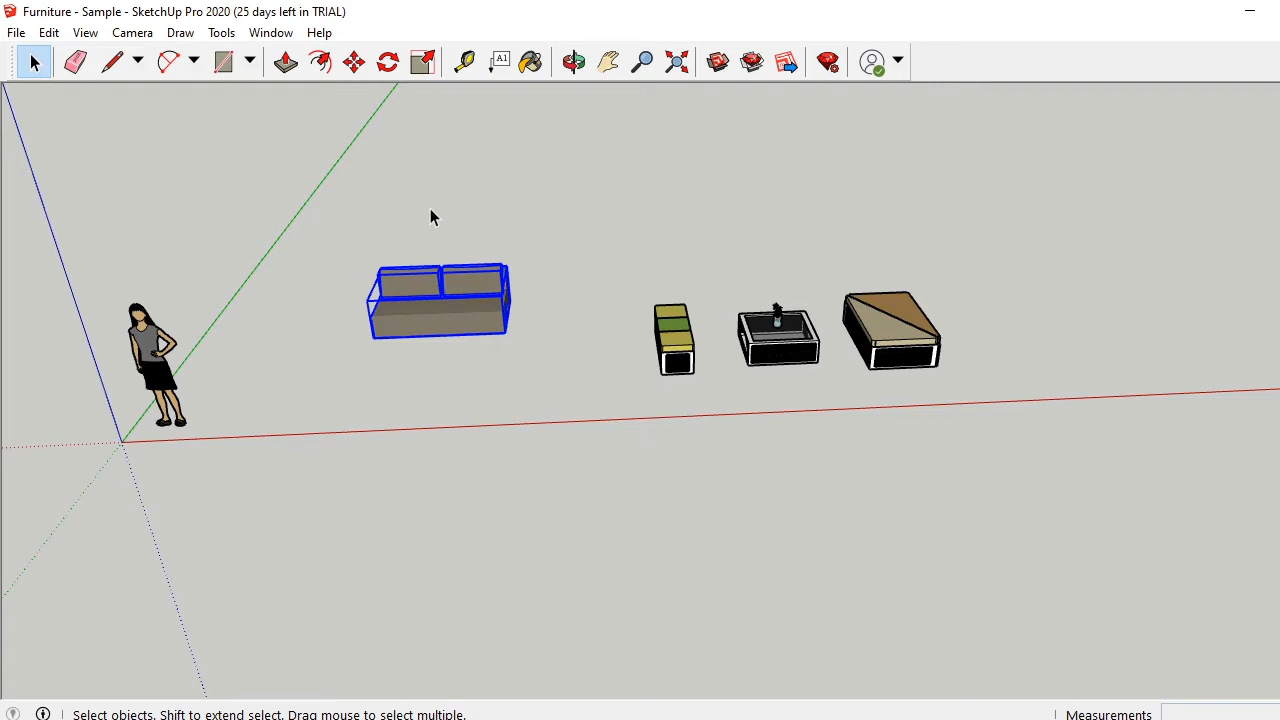 Furniture - Sample - SketchUp Pro 2020 (25 days left in TRIAL)
File Edit View Camera Draw Tools Window Help
A1
Select objects. Shift to extend select. Drag mouse to select multiple.
Measurements